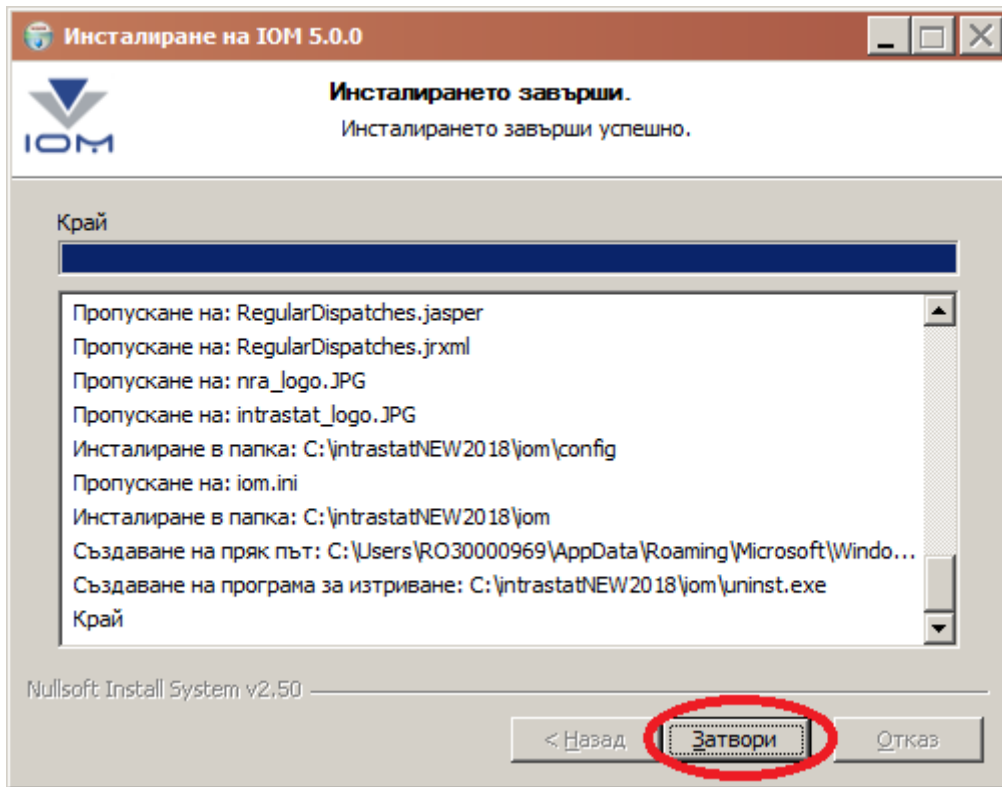 Инсталиране на IOM 5.0.0
IOM
Инсталирането завърши.
Инсталирането завърши успешно.
Край
Пропускане на: RegularDispatches.jasper
Пропускане на: RegularDispatches.jrxml
Пропускане на: nra_logo.JPG
Пропускане на: intrastat_logo.JPG
Инсталиране в папка: C:\intrastatNEW2018\iom\config
Пропускане на: iom.ini
Инсталиране в папка: C:\intrastatNEW2018\iom
Създаване на пряк път: C:\Users\RO30000969\AppData\Roaming\Microsoft\Windo...
Създаване на програма за изтриване: C:\intrastatNEW2018\iom\uninst.exe
Край
Nullsoft Install System v2.50
< Назад Затвори Отказ